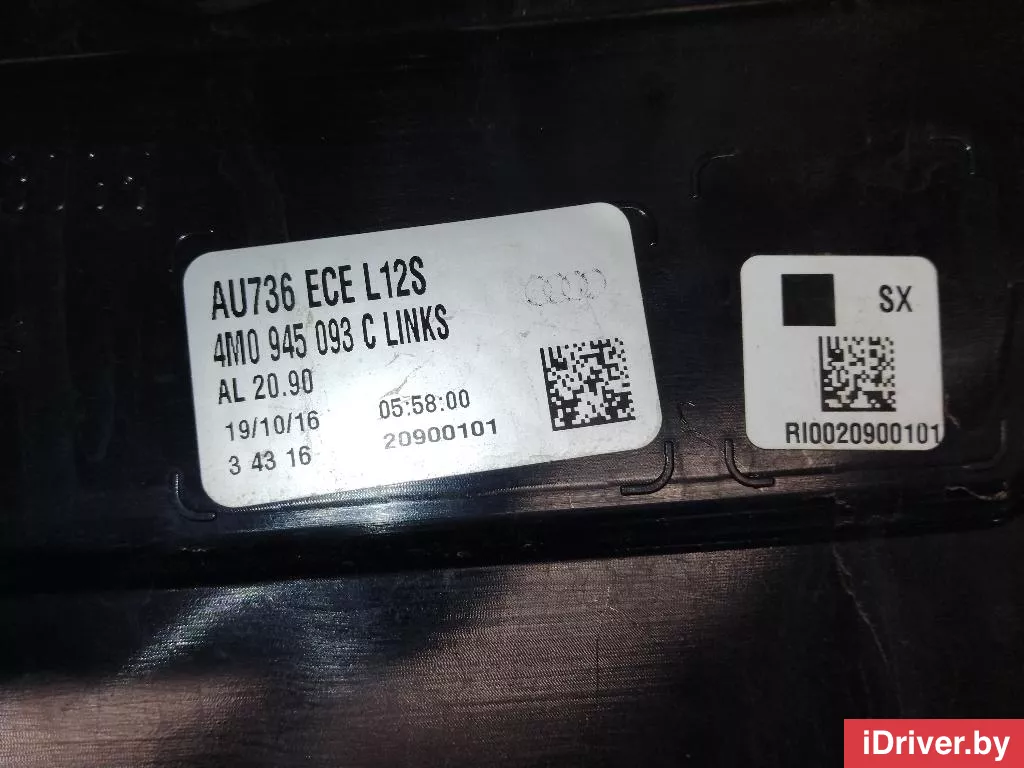 AU736 ECE L12S
4M0 945 093 C LINKS
AL 20.90
19/10/16 05:58:00
3 43 16 20900101
SX
RI0020900101
iDriver.by